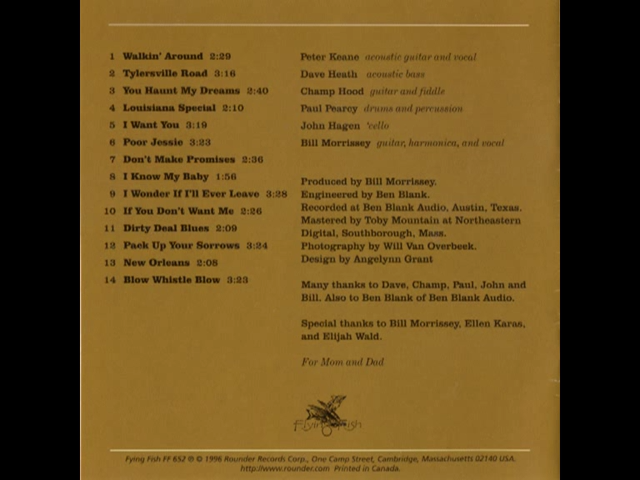 1 Walkin' Around 2:29
2 Tylersville Road 3:16
3 You Haunt My Dreams 2:40
4 Louisiana Special 2:10
5 I Want You 3:19
6 Poor Jessie 3:23
7 Don't Make Promises 2:36
8 I Know My Baby 1:56
9 I Wonder If I'll Ever Leave 3:28
10 If You Don't Want Me 2:26
11 Dirty Deal Blues 2:09
12 Pack Up Your Sorrows 3:24
13 New Orleans 2:08
14 Blow Whistle Blow 3:23
Peter Keane acoustic guitar and vocal
Dave Heath acoustic bass
Champ Hood guitar and fiddle
Paul Pearcy drums and percussion
John Hagen 'cello
Bill Morrissey guitar, harmonica, and vocal
Produced by Bill Morrissey.
Engineered by Ben Blank.
Recorded at Ben Blank Audio, Austin, Texas.
Mastered by Toby Mountain at Northeastern
Digital, Southborough, Mass.
Photography by Will Van Overbeek.
Design by Angelynn Grant
Many thanks to Dave, Champ, Paul, John and
Bill. Also to Ben Blank of Ben Blank Audio.
Special thanks to Bill Morrissey, Ellen Karas,
and Elijah Wald.
For Mom and Dad
Flying Fish
Fying Fish FF 652 ℗ © 1996 Rounder Records Corp., One Camp Street, Cambridge, Massachusetts 02140 USA.
http://www.rounder.com Printed in Canada.